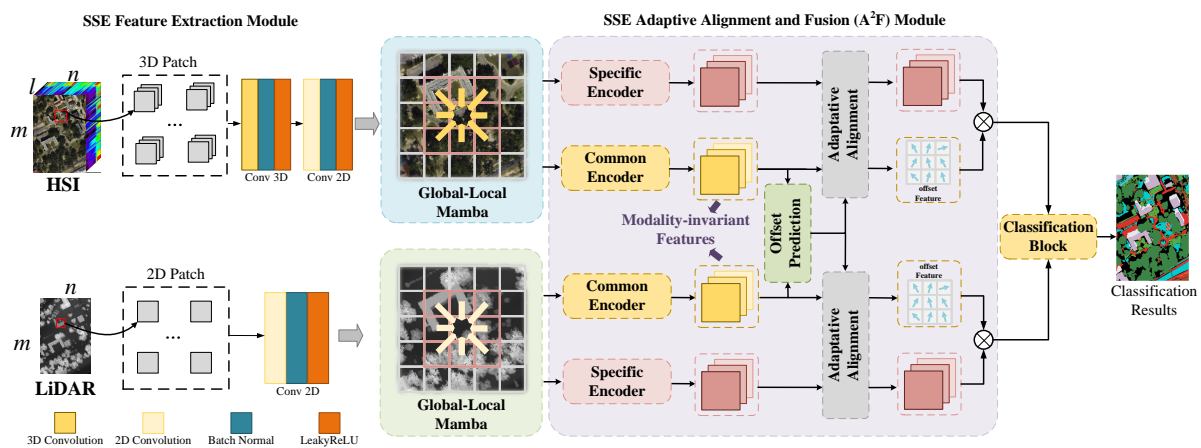 SSE Feature Extraction Module
SSE Adaptive Alignment and Fusion (A²F) Module
l
n
m
HSI
3D Patch
...
Conv 3D
Conv 2D
Global-Local
Mamba
Specific
Encoder
Common
Encoder
Modality-invariant
Features
Offset
Prediction
Adaptative
Alignment
offset
Feature
Classification
Block
Classification
Results
n
m
LiDAR
2D Patch
...
Conv 2D
Global-Local
Mamba
Common
Encoder
Specific
Encoder
Adaptative
Alignment
offset
Feature
3D Convolution
2D Convolution
Batch Normal
LeakyReLU